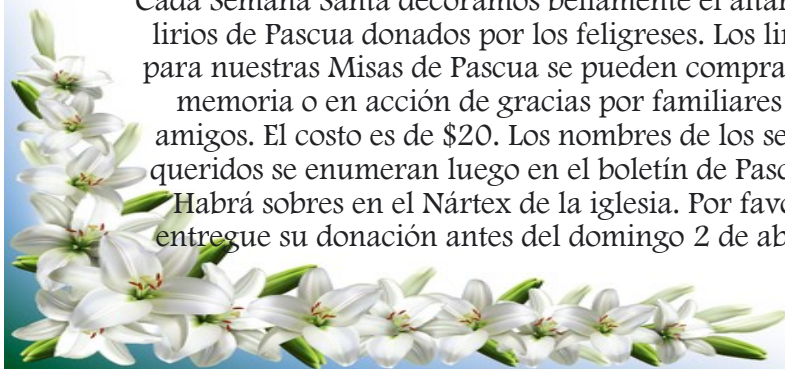 Cada Semana Santa decoramos bellamente el altar
lirios de Pascua donados por los feligreses. Los lir
para nuestras Misas de Pascua se pueden compra
memoria o en acción de gracias por familiares
amigos. El costo es de $20. Los nombres de los se
queridos se enumeran luego en el boletín de Pasc
Habrá sobres en el Nártex de la iglesia. Por favo
entregue su donación antes del domingo 2 de ab